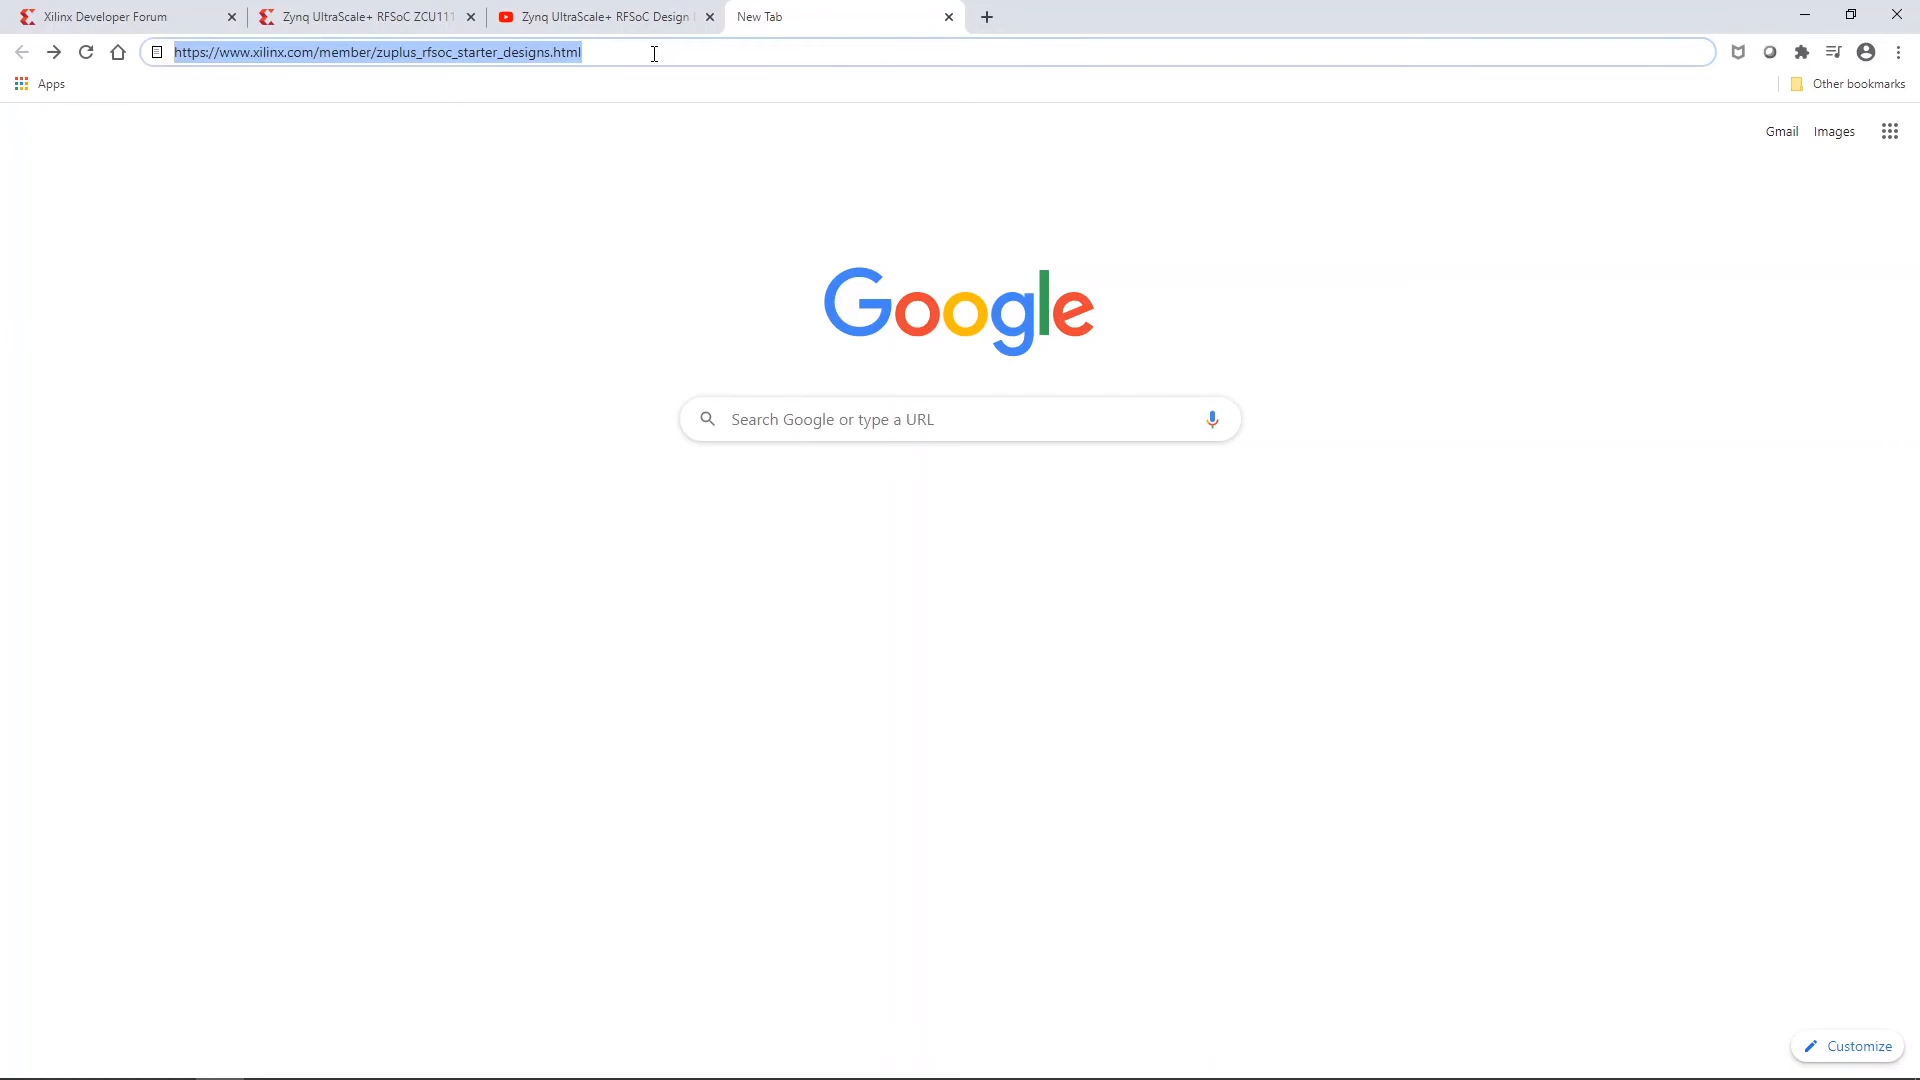 Xilinx Developer Forum
Zynq UltraScale+ RFSoC ZCU111
Zynq UltraScale+ RFSoC Design
New Tab
https://www.xilinx.com/member/zuplus_rfsoc_starter_designs.html
Apps
Other bookmarks
Gmail
Images
Google
Search Google or type a URL
Customize